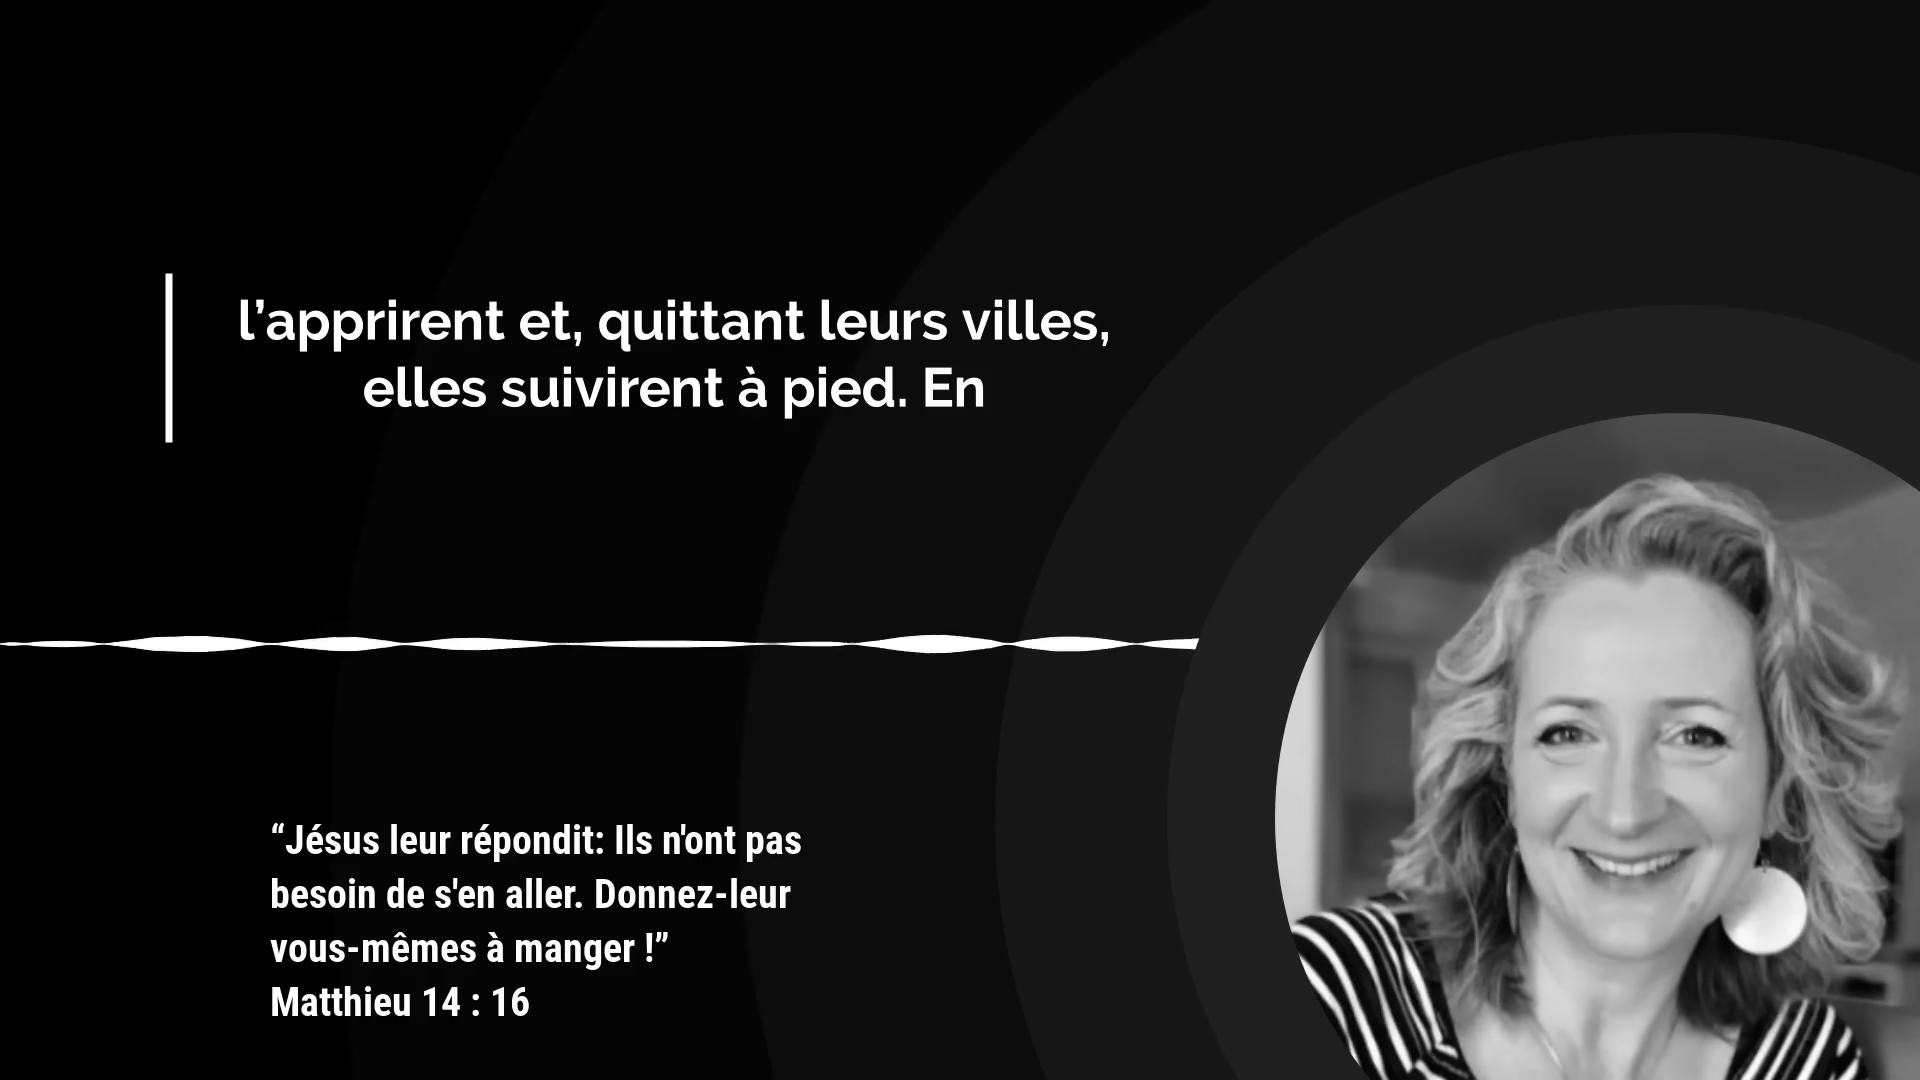 l’apprirent et, quittant leurs villes,
elles suivirent à pied. En
“Jésus leur répondit: Ils n'ont pas
besoin de s'en aller. Donnez-leur
vous-mêmes à manger !”
Matthieu 14 : 16